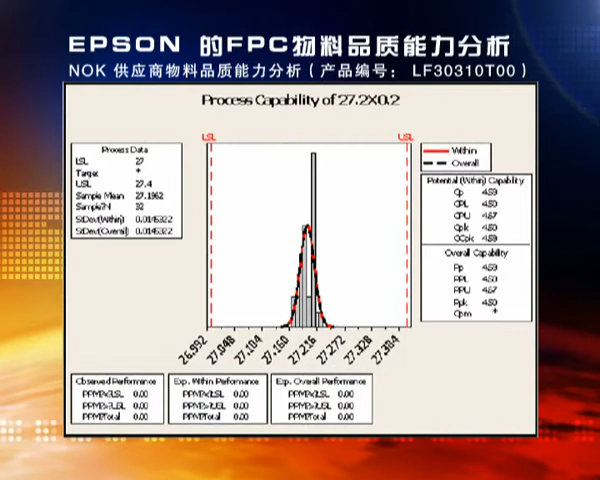 EPSON 的FPC物料品质能力分析
NOK 供应商物料品质能力分析（产品编号： LF30310T00）
Process Capability of 27.2X0.2
LSL
USL
Process Data
LSL 27
Target *
USL 27.4
Sample Mean 27.1962
Sample N 32
StDev(Within) 0.0145322
StDev(Overall) 0.0145322
Within
Overall
Potential (Within) Capability
Cp 4.59
CPL 4.50
CPU 4.67
Cpk 4.50
CCpk 4.59
Overall Capability
Pp 4.59
PPL 4.50
PPU 4.67
Ppk 4.50
Cpm *
26.992 27.048 27.104 27.160 27.216 27.272 27.328 27.384
Observed Performance
PPM<LSL 0.00
PPM>USL 0.00
PPM Total 0.00
Exp. Within Performance
PPM<LSL 0.00
PPM>USL 0.00
PPM Total 0.00
Exp. Overall Performance
PPM<LSL 0.00
PPM>USL 0.00
PPM Total 0.00